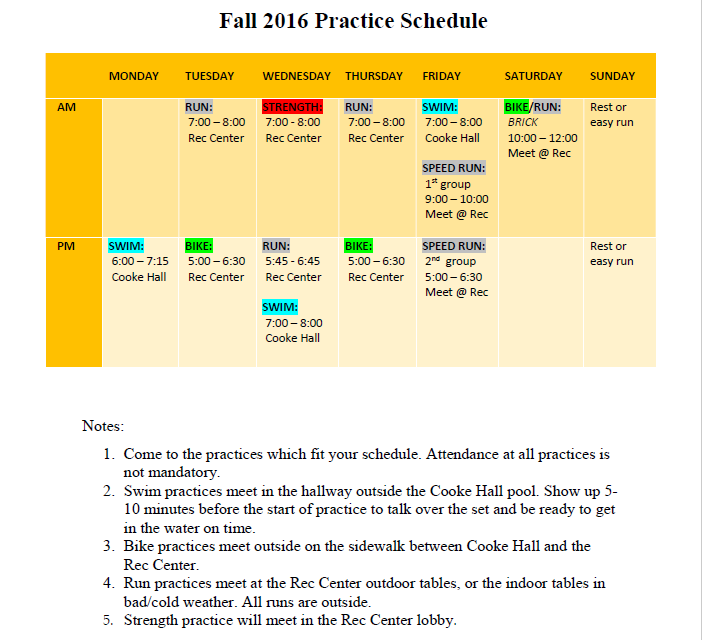 Fall 2016 Practice Schedule
MONDAY TUESDAY WEDNESDAY THURSDAY FRIDAY SATURDAY SUNDAY
AM
RUN:
7:00 – 8:00
Rec Center
STRENGTH:
7:00 - 8:00
Rec Center
RUN:
7:00 – 8:00
Rec Center
SWIM:
7:00 – 8:00
Cooke Hall
SPEED RUN:
1st group
9:00 – 10:00
Meet @ Rec
BIKE/RUN:
BRICK
10:00 – 12:00
Meet @ Rec
Rest or
easy run
PM
SWIM:
6:00 – 7:15
Cooke Hall
BIKE:
5:00 – 6:30
Rec Center
RUN:
5:45 - 6:45
Rec Center
SWIM:
7:00 – 8:00
Cooke Hall
BIKE:
5:00 – 6:30
Rec Center
SPEED RUN:
2nd group
5:00 – 6:30
Meet @ Rec
Rest or
easy run
Notes:
1. Come to the practices which fit your schedule. Attendance at all practices is
not mandatory.
2. Swim practices meet in the hallway outside the Cooke Hall pool. Show up 5-
10 minutes before the start of practice to talk over the set and be ready to get
in the water on time.
3. Bike practices meet outside on the sidewalk between Cooke Hall and the
Rec Center.
4. Run practices meet at the Rec Center outdoor tables, or the indoor tables in
bad/cold weather. All runs are outside.
5. Strength practice will meet in the Rec Center lobby.